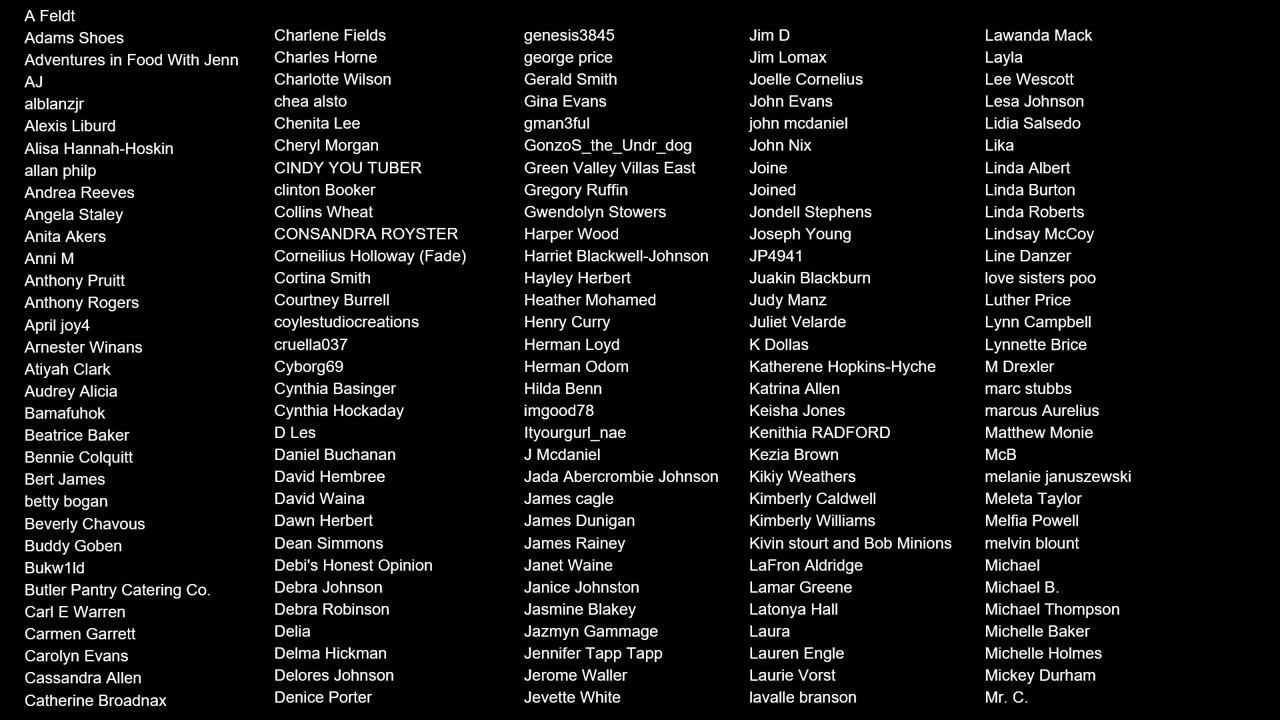 A Feldt
Adams Shoes
Adventures in Food With Jenn
AJ
alblanzjr
Alexis Liburd
Alisa Hannah-Hoskin
allan philp
Andrea Reeves
Angela Staley
Anita Akers
Anni M
Anthony Pruitt
Anthony Rogers
April joy4
Arnester Winans
Atiyah Clark
Audrey Alicia
Bamafuhok
Beatrice Baker
Bennie Colquitt
Bert James
betty bogan
Beverly Chavous
Buddy Goben
Bukw1ld
Butler Pantry Catering Co.
Carl E Warren
Carmen Garrett
Carolyn Evans
Cassandra Allen
Catherine Broadnax
Charlene Fields
Charles Horne
Charlotte Wilson
chea alsto
Chenita Lee
Cheryl Morgan
CINDY YOU TUBER
clinton Booker
Collins Wheat
CONSANDRA ROYSTER
Corneilius Holloway (Fade)
Cortina Smith
Courtney Burrell
coylestudiocreations
cruella037
Cyborg69
Cynthia Basinger
Cynthia Hockaday
D Les
Daniel Buchanan
David Hembree
David Waina
Dawn Herbert
Dean Simmons
Debi's Honest Opinion
Debra Johnson
Debra Robinson
Delia
Delma Hickman
Delores Johnson
Denice Porter
genesis3845
george price
Gerald Smith
Gina Evans
gman3ful
GonzoS_the_Undr_dog
Green Valley Villas East
Gregory Ruffin
Gwendolyn Stowers
Harper Wood
Harriet Blackwell-Johnson
Hayley Herbert
Heather Mohamed
Henry Curry
Herman Loyd
Herman Odom
Hilda Benn
imgood78
Ityourgurl_nae
J Mcdaniel
Jada Abercrombie Johnson
James cagle
James Dunigan
James Rainey
Janet Waine
Janice Johnston
Jasmine Blakey
Jazmyn Gammage
Jennifer Tapp Tapp
Jerome Waller
Jevette White
Jim D
Jim Lomax
Joelle Cornelius
John Evans
john mcdaniel
John Nix
Joine
Joined
Jondell Stephens
Joseph Young
JP4941
Juakin Blackburn
Judy Manz
Juliet Velarde
K Dollas
Katherene Hopkins-Hyche
Katrina Allen
Keisha Jones
Kenithia RADFORD
Kezia Brown
Kikiy Weathers
Kimberly Caldwell
Kimberly Williams
Kivin stourt and Bob Minions
LaFron Aldridge
Lamar Greene
Latonya Hall
Laura
Lauren Engle
Laurie Vorst
lavalle branson
Lawanda Mack
Layla
Lee Wescott
Lesa Johnson
Lidia Salsedo
Lika
Linda Albert
Linda Burton
Linda Roberts
Lindsay McCoy
Line Danzer
love sisters poo
Luther Price
Lynn Campbell
Lynnette Brice
M Drexler
marc stubbs
marcus Aurelius
Matthew Monie
McB
melanie januszewski
Meleta Taylor
Melfia Powell
melvin blount
Michael
Michael B.
Michael Thompson
Michelle Baker
Michelle Holmes
Mickey Durham
Mr. C.